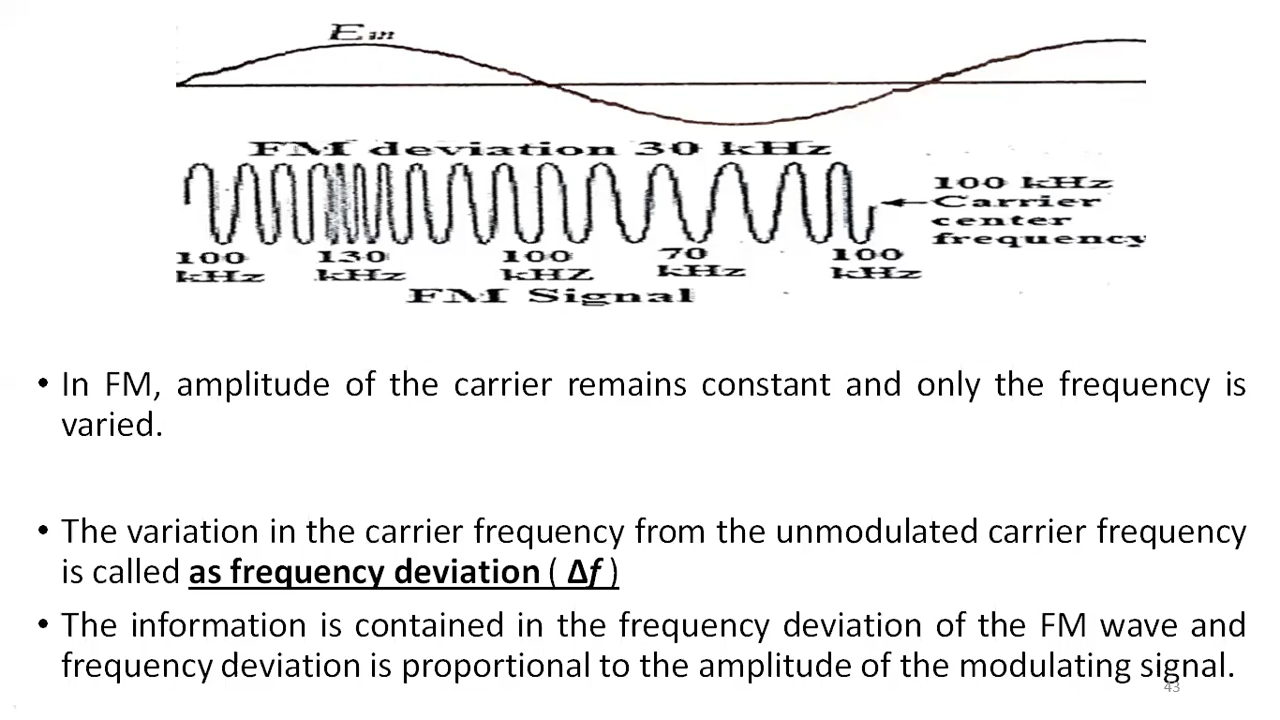 Em
FM deviation 30 kHz
100 kHz
Carrier
center
frequency
100 130 100 70 100
kHz kHz kHZ kHz kHz
FM Signal
• In FM, amplitude of the carrier remains constant and only the frequency is
varied.
• The variation in the carrier frequency from the unmodulated carrier frequency
is called as frequency deviation ( Δf )
• The information is contained in the frequency deviation of the FM wave and
frequency deviation is proportional to the amplitude of the modulating signal.
43